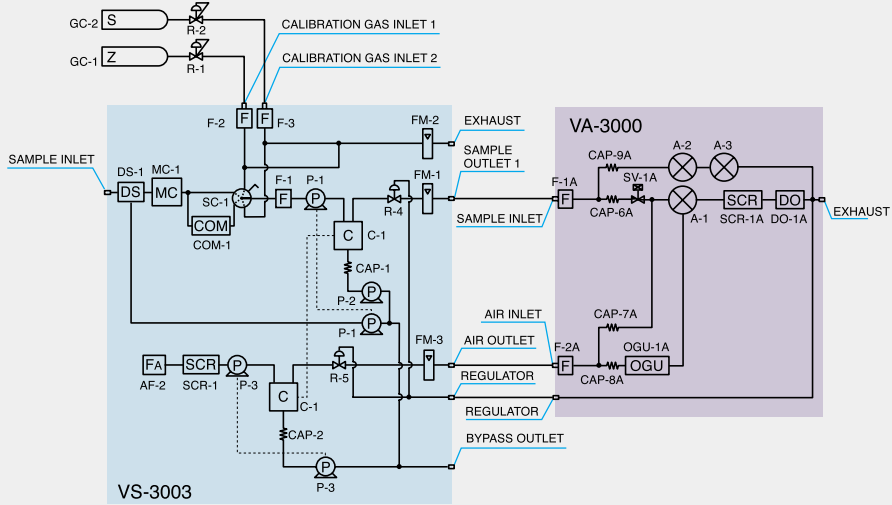 GC-2
S
R-2
GC-1
Z
R-1
CALIBRATION GAS INLET 1
CALIBRATION GAS INLET 2
F
F
F-2
F-3
FM-2
EXHAUST
VA-3000
SAMPLE INLET
DS-1
MC-1
DS
MC
SC-1
F-1
P-1
F
P
R-4
FM-1
SAMPLE
OUTLET 1
SAMPLE INLET
COM
COM-1
C
C-1
CAP-1
P-2
P
P-1
P
F-1A
F
CAP-9A
SV-1A
CAP-6A
A-2
A-3
A-1
SCR
SCR-1A
DO
DO-1A
EXHAUST
AIR INLET
AIR OUTLET
FM-3
F-2A
F
CAP-7A
CAP-8A
OGU-1A
OGU
FA
AF-2
SCR
SCR-1
P
P-3
R-5
C
C-1
REGULATOR
REGULATOR
CAP-2
P
P-3
BYPASS OUTLET
VS-3003